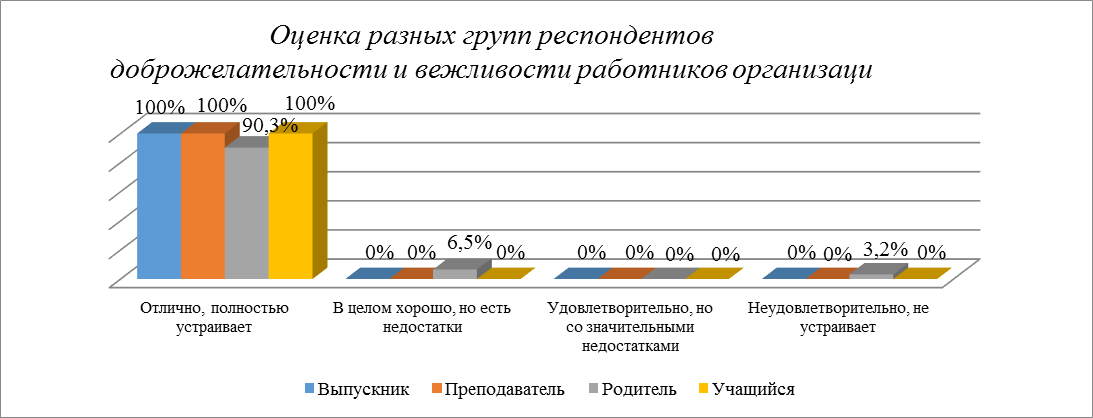 Оценка разных групп респондентов
доброжелательности и вежливости работников организаци
100% 100% 90,3% 100%
0% 0% 6,5% 0%
0% 0% 0% 0%
0% 0% 3,2% 0%
Отлично, полностью
устраивает
В целом хорошо, но есть
недостатки
Удовлетворительно, но
со значительными
недостатками
Неудовлетворительно, не
устраивает
Выпускник Преподаватель Родитель Учащийся